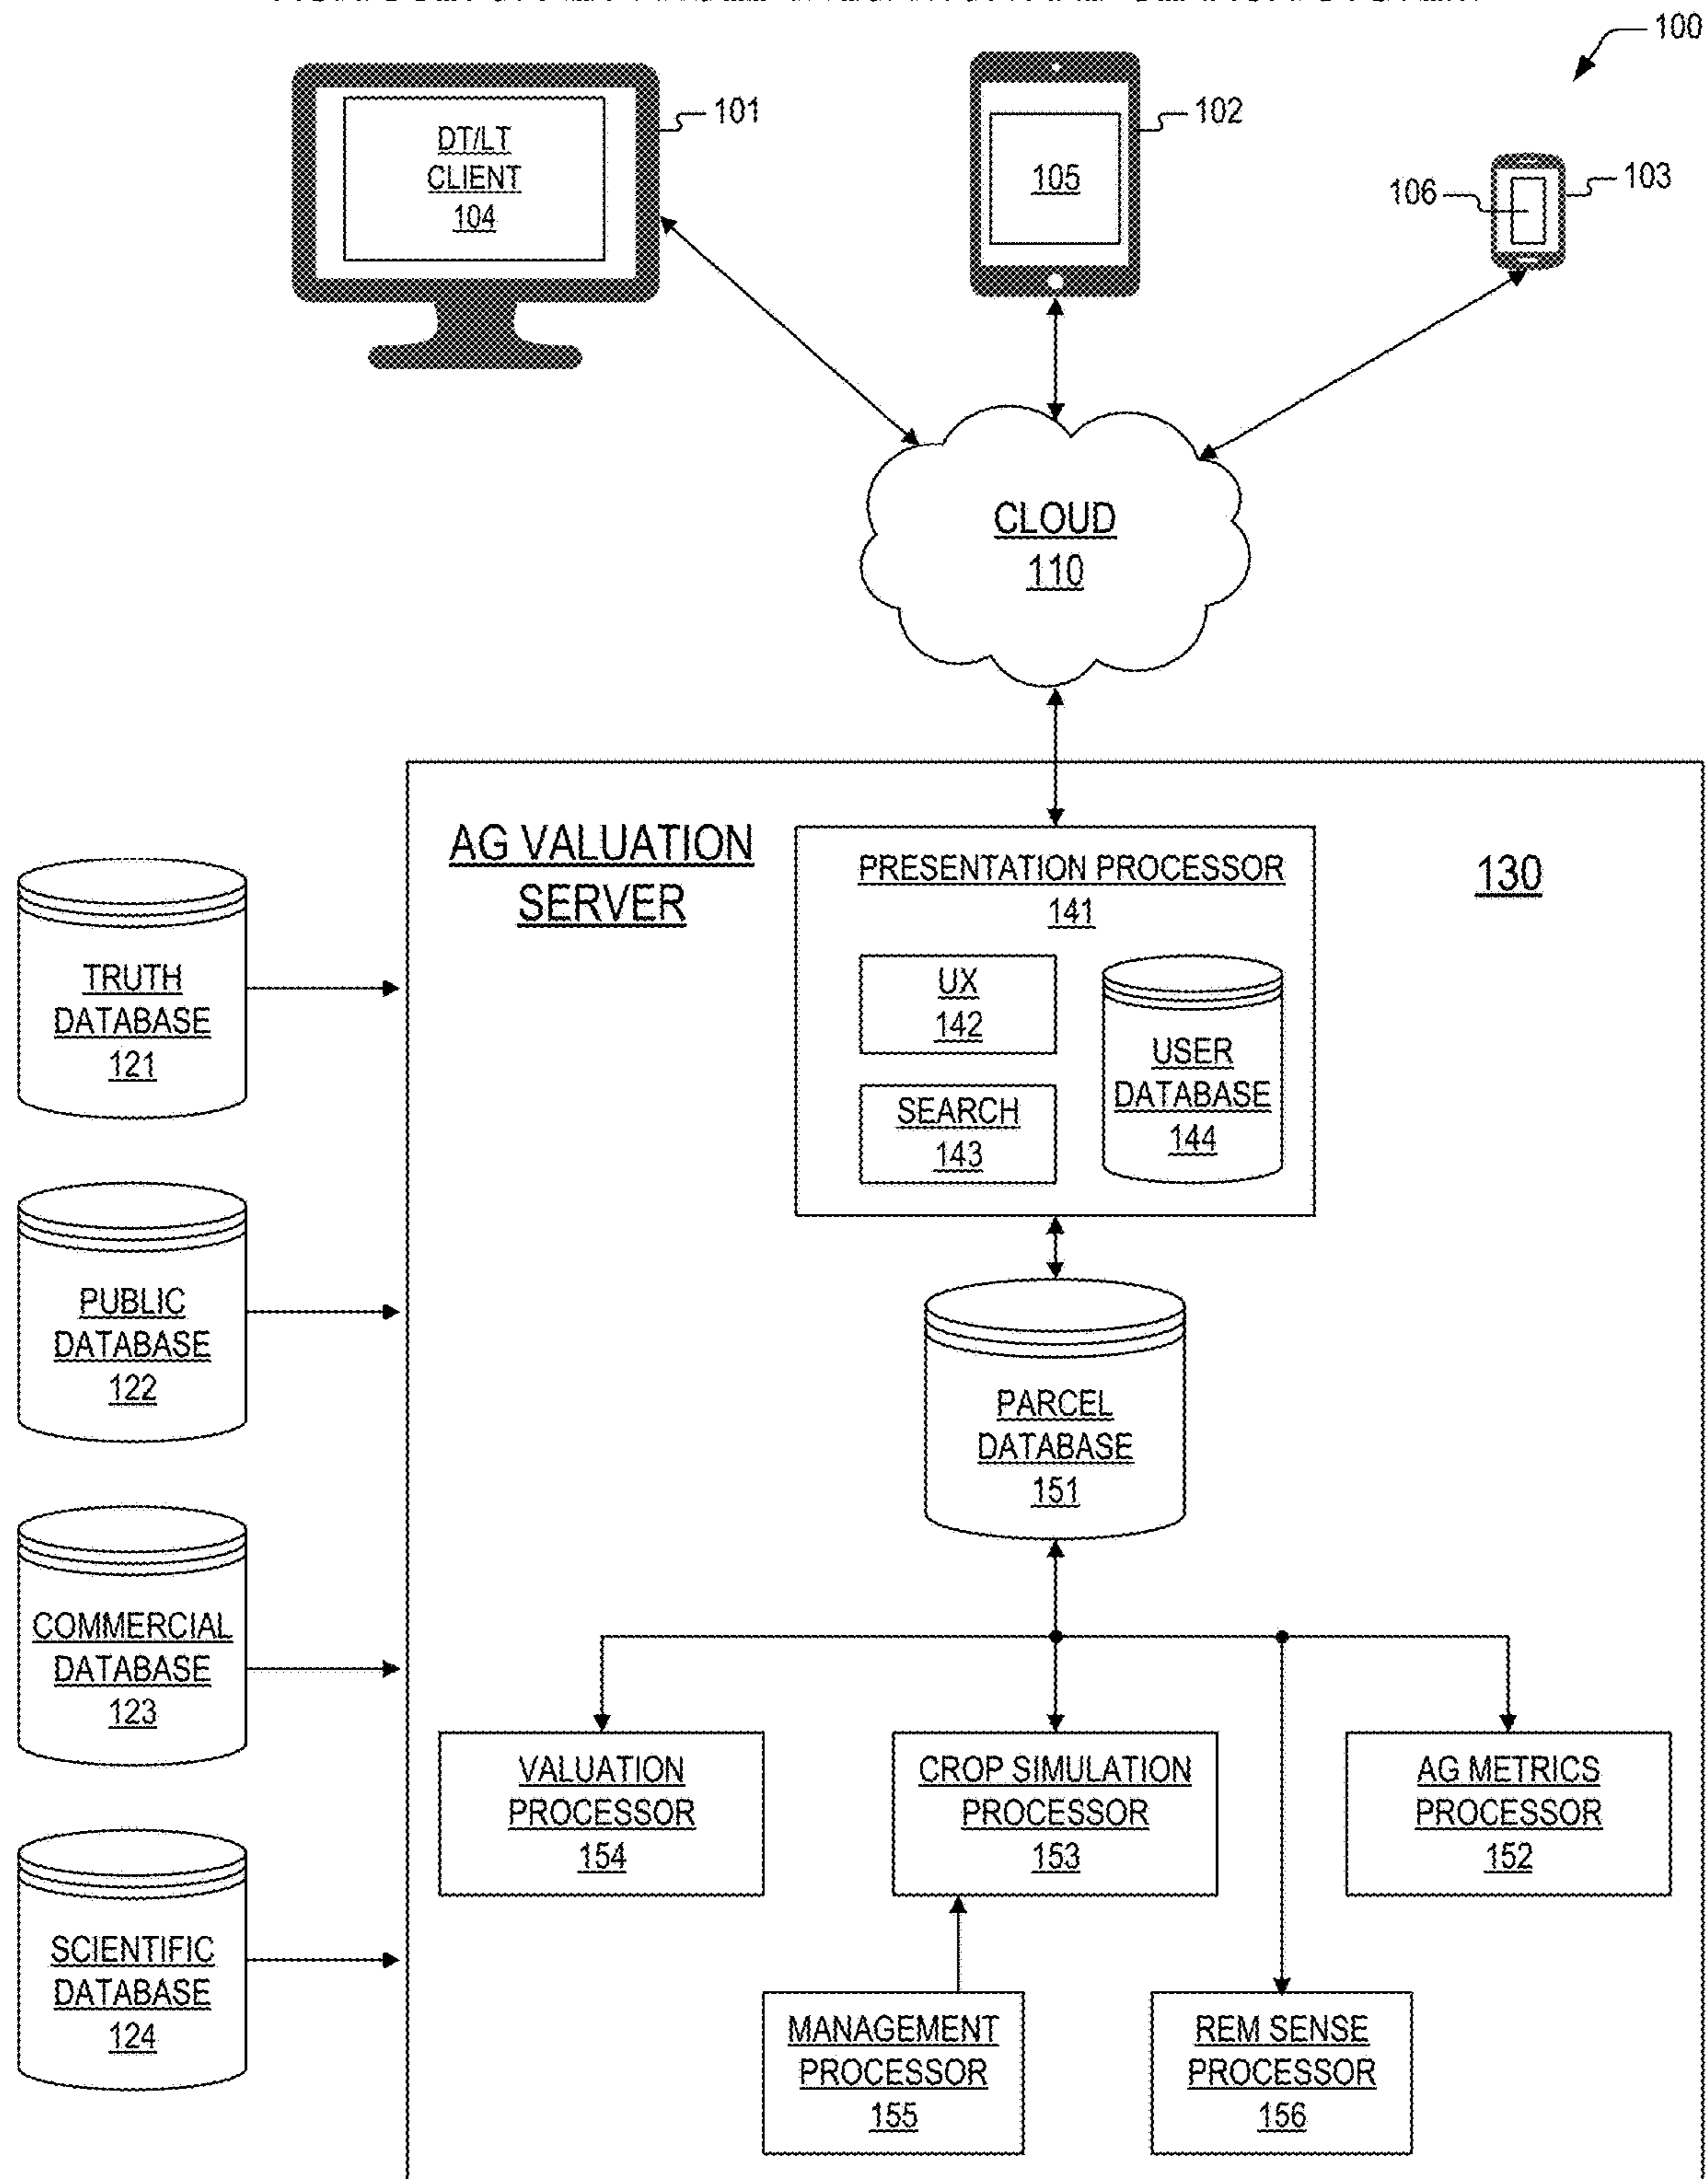 100
101
102
103
DT/LT
CLIENT
104
105
106
CLOUD
110
AG VALUATION
SERVER
130
PRESENTATION PROCESSOR
141
UX
142
SEARCH
143
USER
DATABASE
144
TRUTH
DATABASE
121
PUBLIC
DATABASE
122
COMMERCIAL
DATABASE
123
SCIENTIFIC
DATABASE
124
PARCEL
DATABASE
151
VALUATION
PROCESSOR
154
CROP SIMULATION
PROCESSOR
153
AG METRICS
PROCESSOR
152
MANAGEMENT
PROCESSOR
155
REM SENSE
PROCESSOR
156